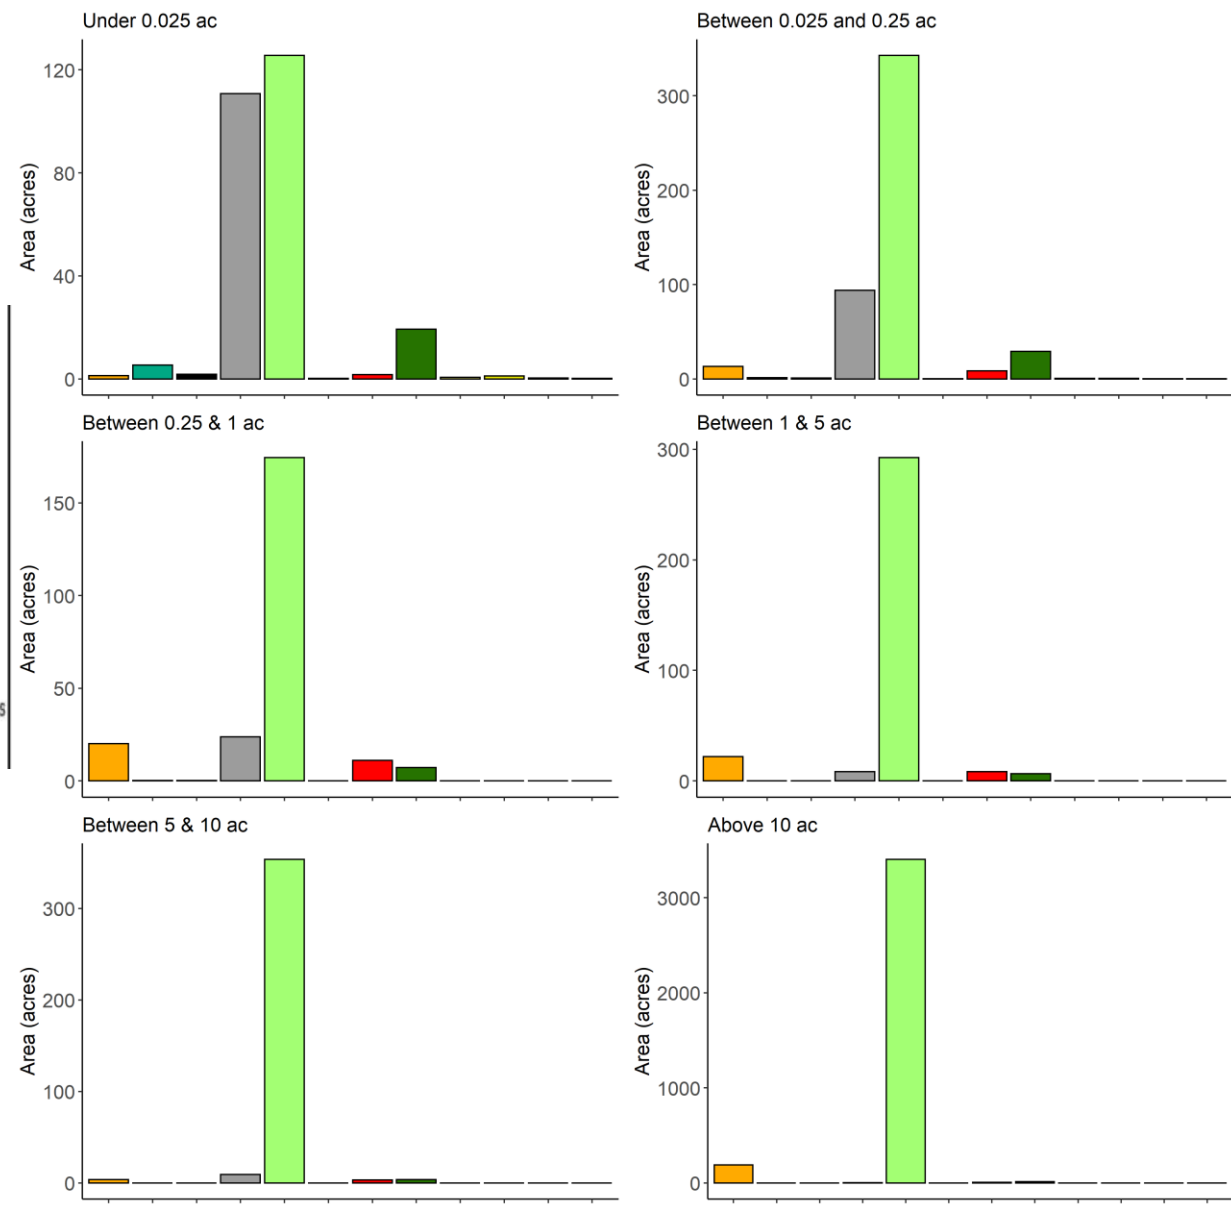 Under 0.025 ac
Area (acres)
120
80
40
0
Between 0.025 and 0.25 ac
Area (acres)
300
200
100
0
Between 0.25 & 1 ac
Area (acres)
150
100
50
0
Between 1 & 5 ac
Area (acres)
300
200
100
0
Between 5 & 10 ac
Area (acres)
300
200
100
0
Above 10 ac
Area (acres)
3000
2000
1000
0